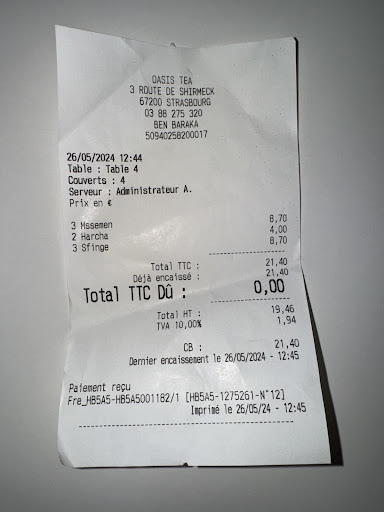 OASIS TEA
3 ROUTE DE SHIRMECK
67200 STRASBOURG
03 88 275 320
BEN BARAKA
50940258200017
26/05/2024 12:44
Table : Table 4
Couverts : 4
Serveur : Administrateur A.
Prix en €
3 Mssemen 8,70
2 Harcha 4,00
3 Sfinge 8,70
Total TTC : 21,40
Déjà encaissé : 21,40
Total TTC Dû : 0,00
Total HT : 19,46
TVA 10,00% 1,94
CB : 21,40
Dernier encaissement le 26/05/2024 - 12:45
Paiement reçu
Fre_HB5A5-HB5A5001182/1 [HB5A5-1275261-N°12]
Imprimé le 26/05/24 - 12:45